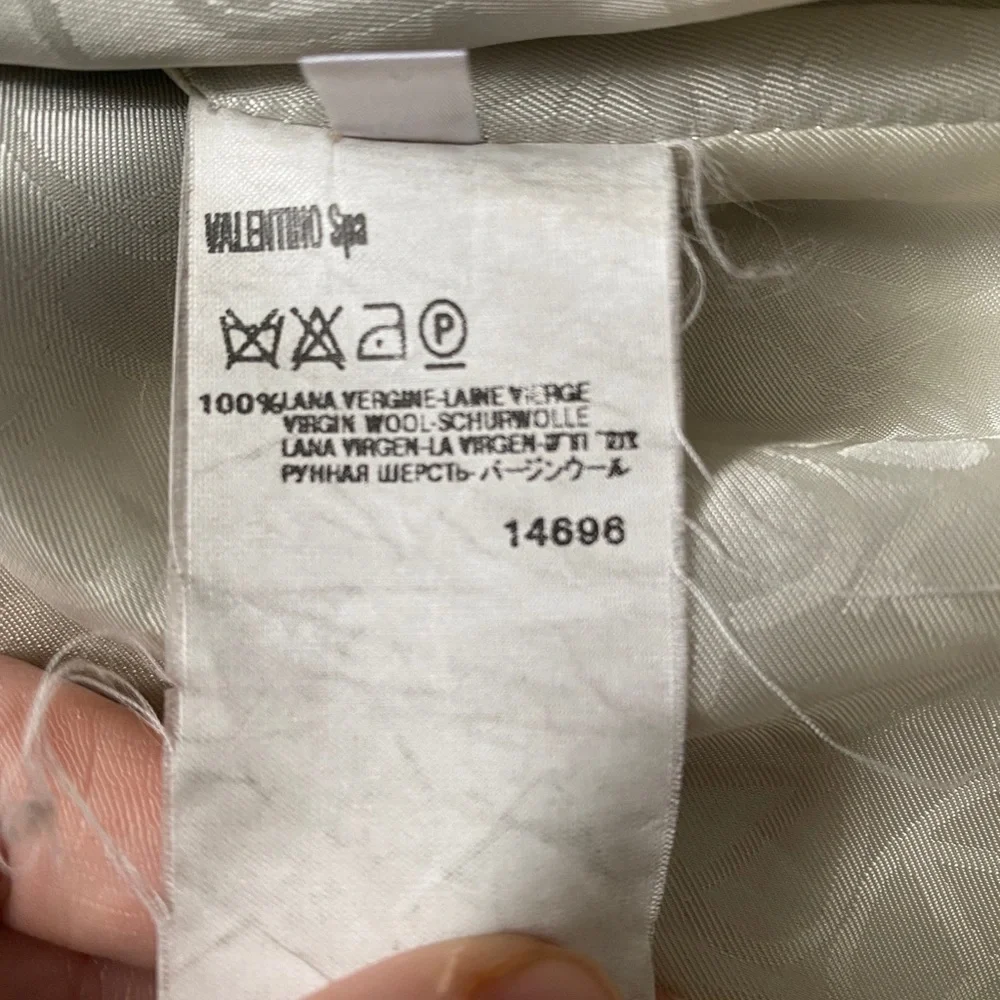 VALENTINO Spa
P
100%LANA VERGINE-LAINE VIERGE
VIRGIN WOOL-SCHURWOLLE
LANA VIRGEN-LA VIRGEN-
РУННАЯ ШЕРСТЬ-バージンウール
14696